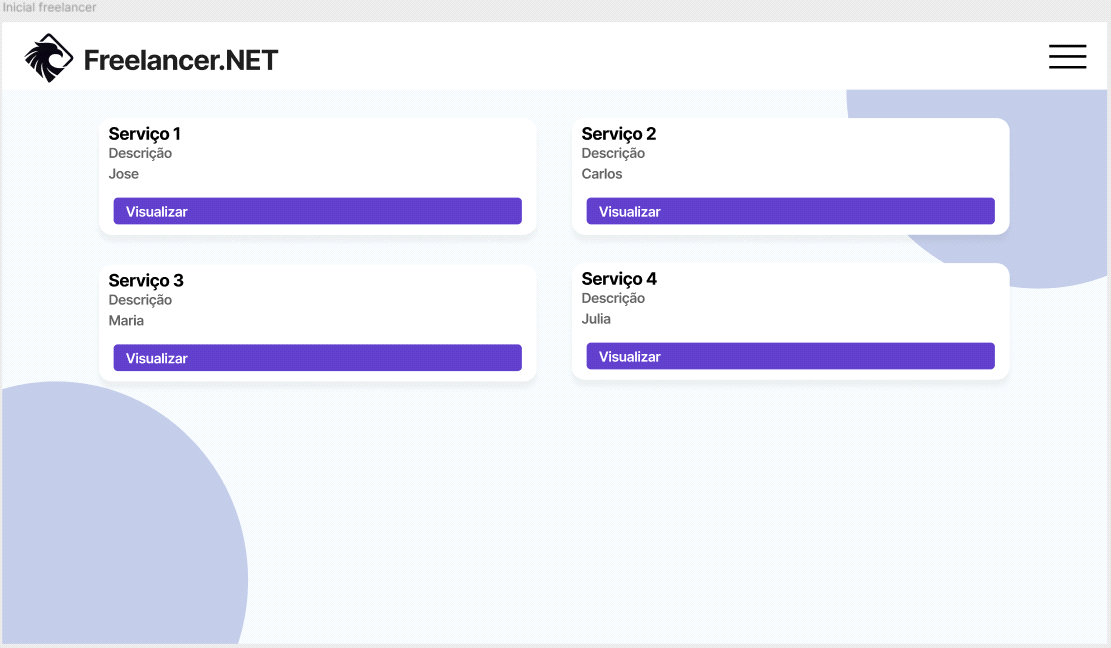 Inicial freelancer
Freelancer.NET
Serviço 1
Descrição
Jose
Visualizar
Serviço 2
Descrição
Carlos
Visualizar
Serviço 3
Descrição
Maria
Visualizar
Serviço 4
Descrição
Julia
Visualizar